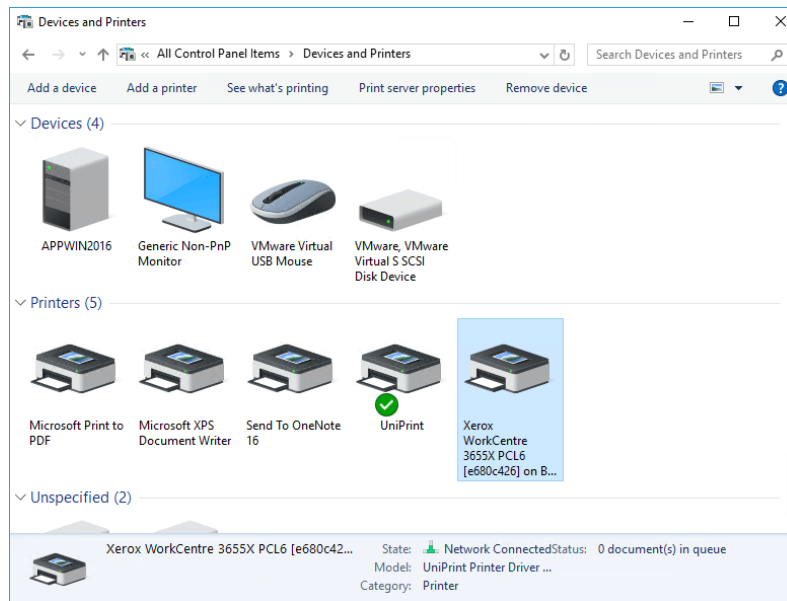 Devices and Printers
« All Control Panel Items › Devices and Printers
Search Devices and Printers
Add a device Add a printer See what's printing Print server properties Remove device
?
Devices (4)
APPWIN2016
Generic Non-PnP
Monitor
VMware Virtual
USB Mouse
VMware, VMware
Virtual S SCSI
Disk Device
Printers (5)
Microsoft Print to
PDF
Microsoft XPS
Document Writer
Send To OneNote
16
UniPrint
Xerox
WorkCentre
3655X PCL6
[e680c426] on B...
Unspecified (2)
Xerox WorkCentre 3655X PCL6 [e680c42...
State: Network Connected Status: 0 document(s) in queue
Model: UniPrint Printer Driver ...
Category: Printer